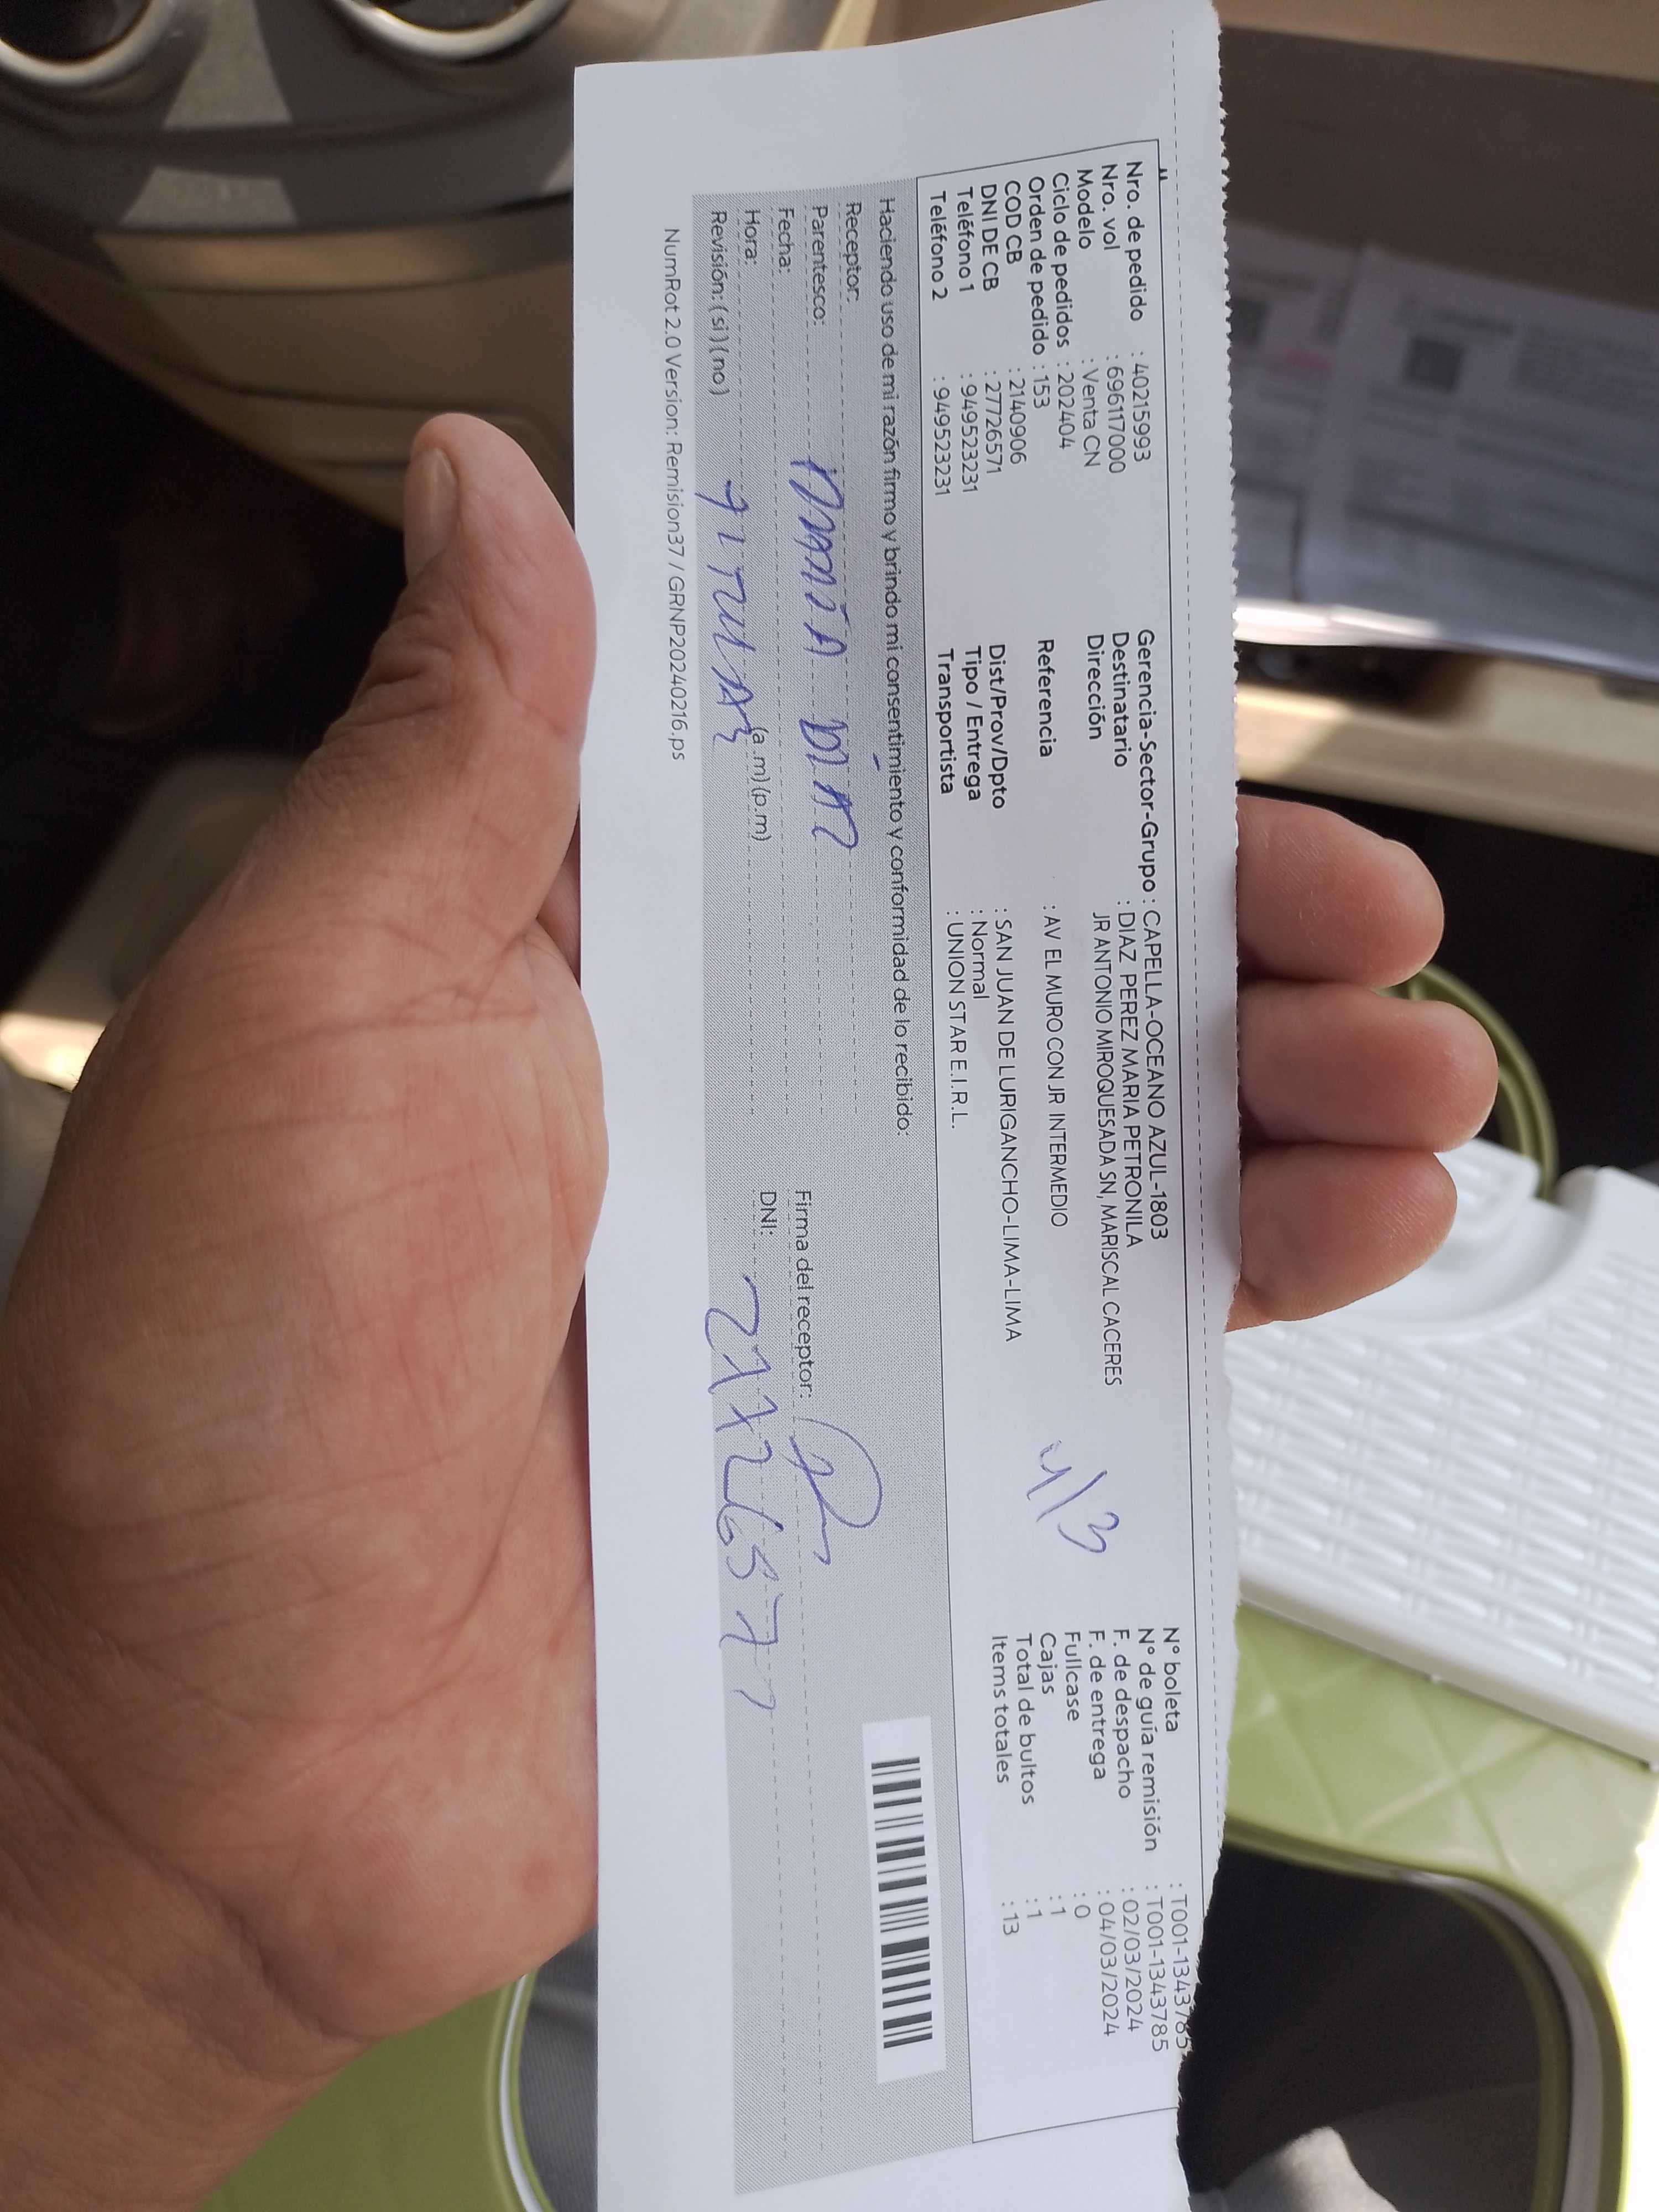 Nro. de pedido : 40215993
Nro. vol : 696117000
Modelo : Venta CN
Ciclo de pedidos : 202404
Orden de pedido : 153
COD CB : 2140906
DNI DE CB : 27726571
Teléfono 1 : 949523231
Teléfono 2 : 949523231
Gerencia-Sector-Grupo : CAPELLA-OCEANO AZUL-1803
Destinatario : DIAZ PEREZ MARIA PETRONILA
Dirección JR ANTONIO MIROQUESADA SN, MARISCAL CACERES
Referencia : AV EL MURO CON JR INTERMEDIO
Dist/Prov/Dpto : SAN JUAN DE LURIGANCHO-LIMA-LIMA
Tipo / Entrega : Normal
Transportista : UNION STAR E.I.R.L.
4/3
N° boleta : T001-1343785
N° de guía remisión : T001-1343785
F. de despacho : 02/03/2024
F. de entrega : 04/03/2024
Fullcase : 0
Cajas : 1
Total de bultos : 1
Items totales : 13
Haciendo uso de mi razón firmo y brindo mi consentimiento y conformidad de lo recibido:
Receptor:
Parentesco: MARIA DIAZ
Fecha:
Hora: (a.m) (p.m)
Revisión: (si) (no) TITULAR
Firma del receptor:
DNI: 27726571
NumRot 2.0 Version: Remision37 / GRNP20240216.ps